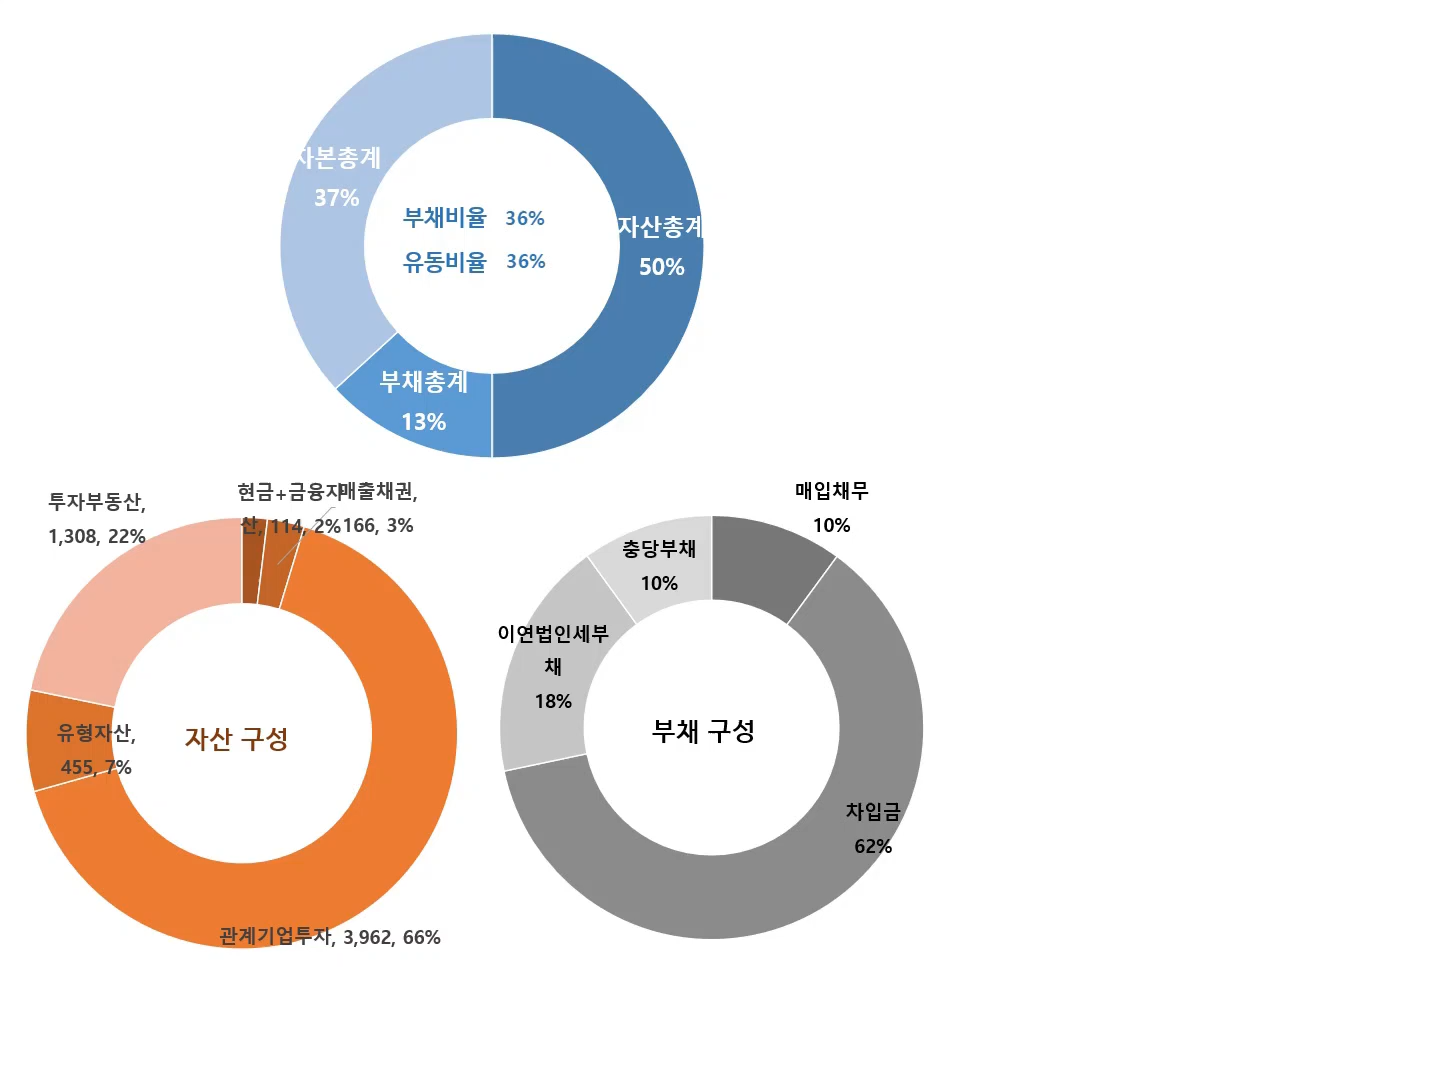 자본총계
37%
부채비율 36%
유동비율 36%
자산총계
50%
부채총계
13%
투자부동산,
1,308, 22%
현금+금융자
산, 114, 2%
매출채권,
166, 3%
유형자산,
455, 7%
자산 구성
관계기업투자, 3,962, 66%
매입채무
10%
충당부채
10%
이연법인세부
채
18%
부채 구성
차입금
62%